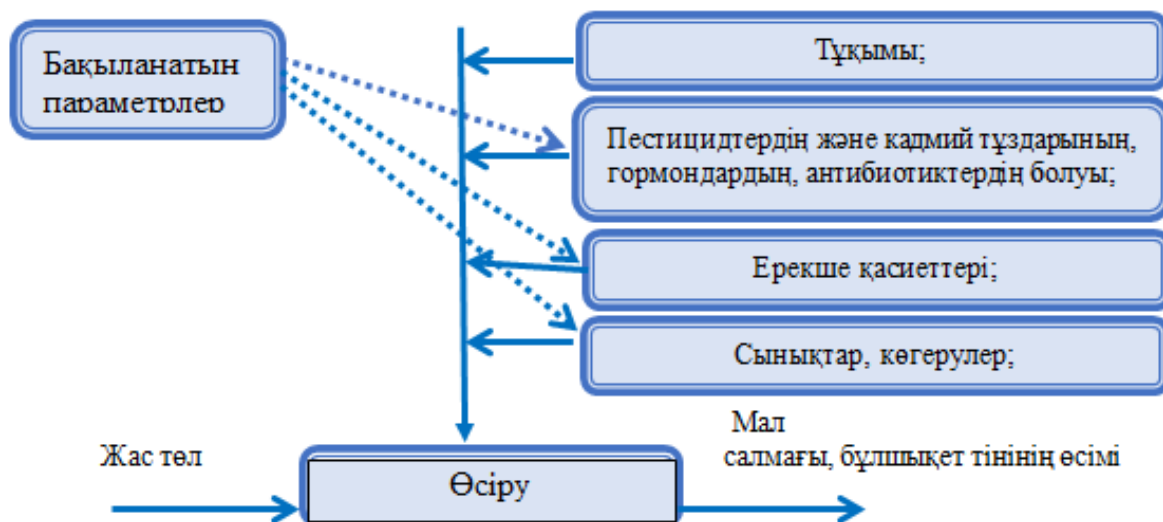 Бақыланатын
параметрлер
Тұқымы;
Пестицидтердің және кадмий тұздарының,
гормондардың, антибиотиктердің болуы;
Ерекше қасиеттері;
Сынықтар, көгерулер;
Жас төл
Өсіру
Мал
салмағы, бұлшықет тінінің өсімі